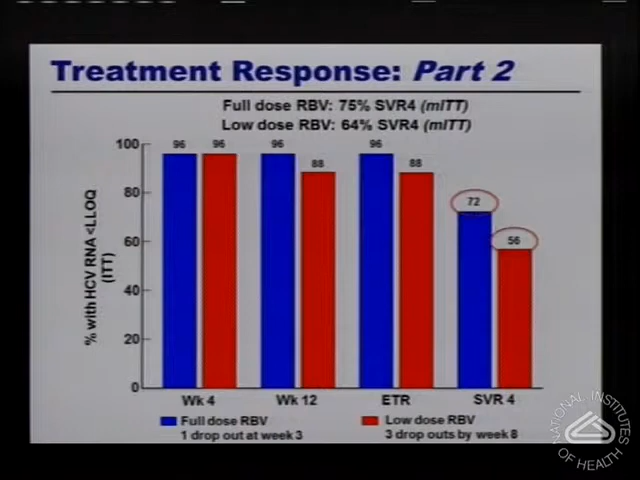 Treatment Response: Part 2
Full dose RBV: 75% SVR4 (mITT)
Low dose RBV: 64% SVR4 (mITT)
% with HCV RNA <LLOQ
(ITT)
100
80
60
40
20
0
96 96 96 88 96 88 72 56
Wk 4 Wk 12 ETR SVR 4
Full dose RBV
1 drop out at week 3
Low dose RBV
3 drop outs by week 8
NATIONAL INSTITUTES
OF HEALTH